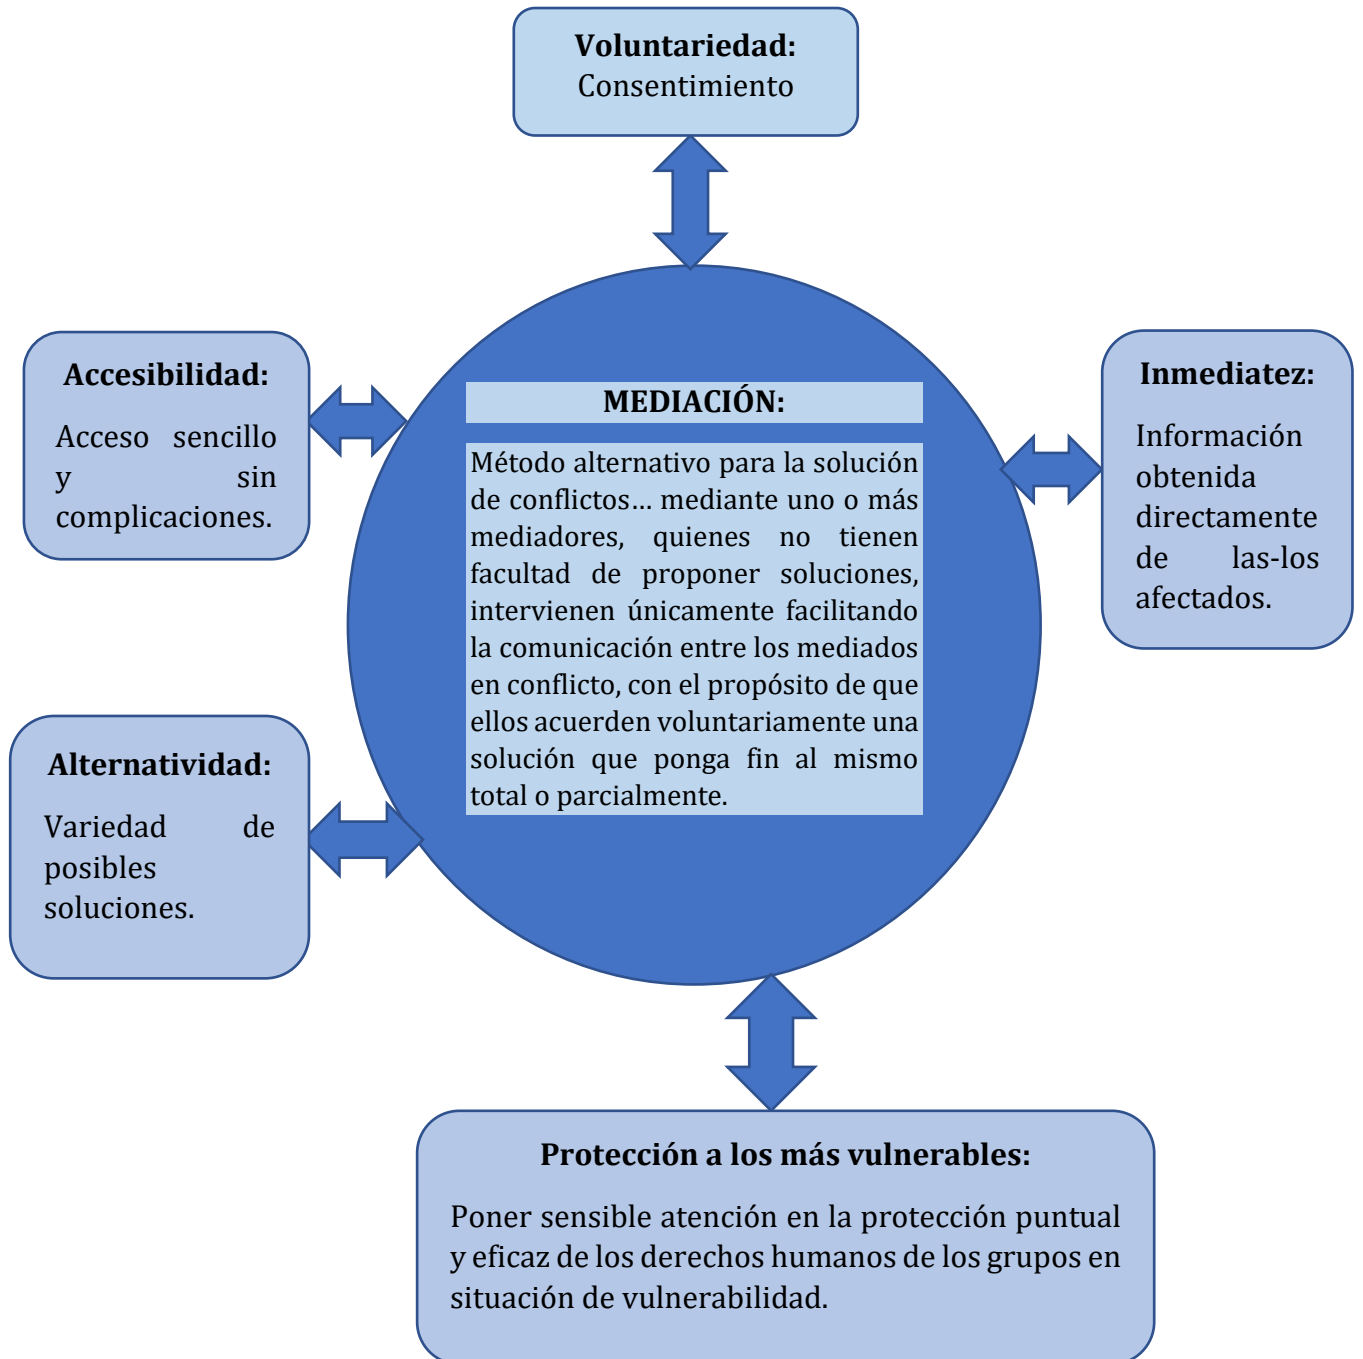 Voluntariedad:
Consentimiento
Accesibilidad:
Acceso sencillo
y sin
complicaciones.
MEDIACIÓN:
Método alternativo para la solución
de conflictos… mediante uno o más
mediadores, quienes no tienen
facultad de proponer soluciones,
intervienen únicamente facilitando
la comunicación entre los mediados
en conflicto, con el propósito de que
ellos acuerden voluntariamente una
solución que ponga fin al mismo
total o parcialmente.
Inmediatez:
Información
obtenida
directamente
de las-los
afectados.
Alternatividad:
Variedad de
posibles
soluciones.
Protección a los más vulnerables:
Poner sensible atención en la protección puntual
y eficaz de los derechos humanos de los grupos en
situación de vulnerabilidad.